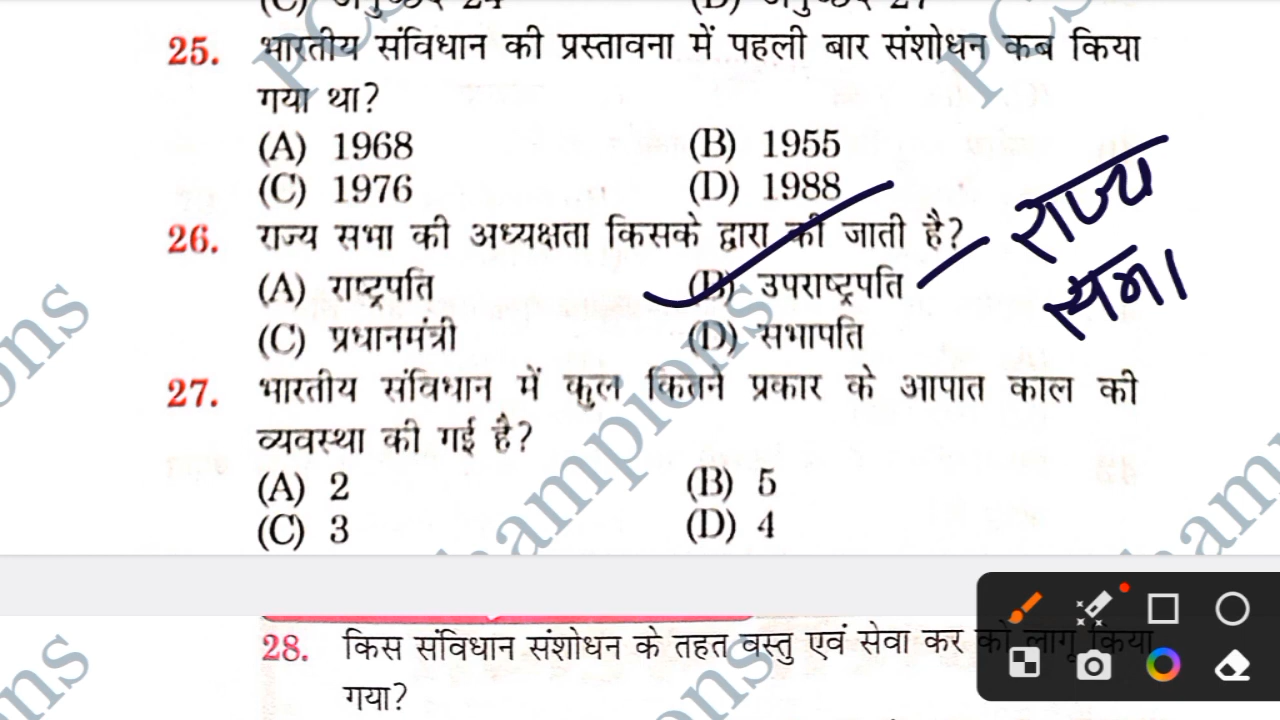 25. भारतीय संविधान की प्रस्तावना में पहली बार संशोधन कब किया
गया था?
(A) 1968 (B) 1955
(C) 1976 (D) 1988
26. राज्य सभा की अध्यक्षता किसके द्वारा की जाती है?
(A) राष्ट्रपति (B) उपराष्ट्रपति
राज्य
(C) प्रधानमंत्री (D) सभापति
27. भारतीय संविधान में कुल कितने प्रकार के आपात काल की
व्यवस्था की गई है?
(A) 2 (B) 5
(C) 3 (D) 4
28. किस संविधान संशोधन के तहत वस्तु एवं सेवा कर को लागू किया
गया?